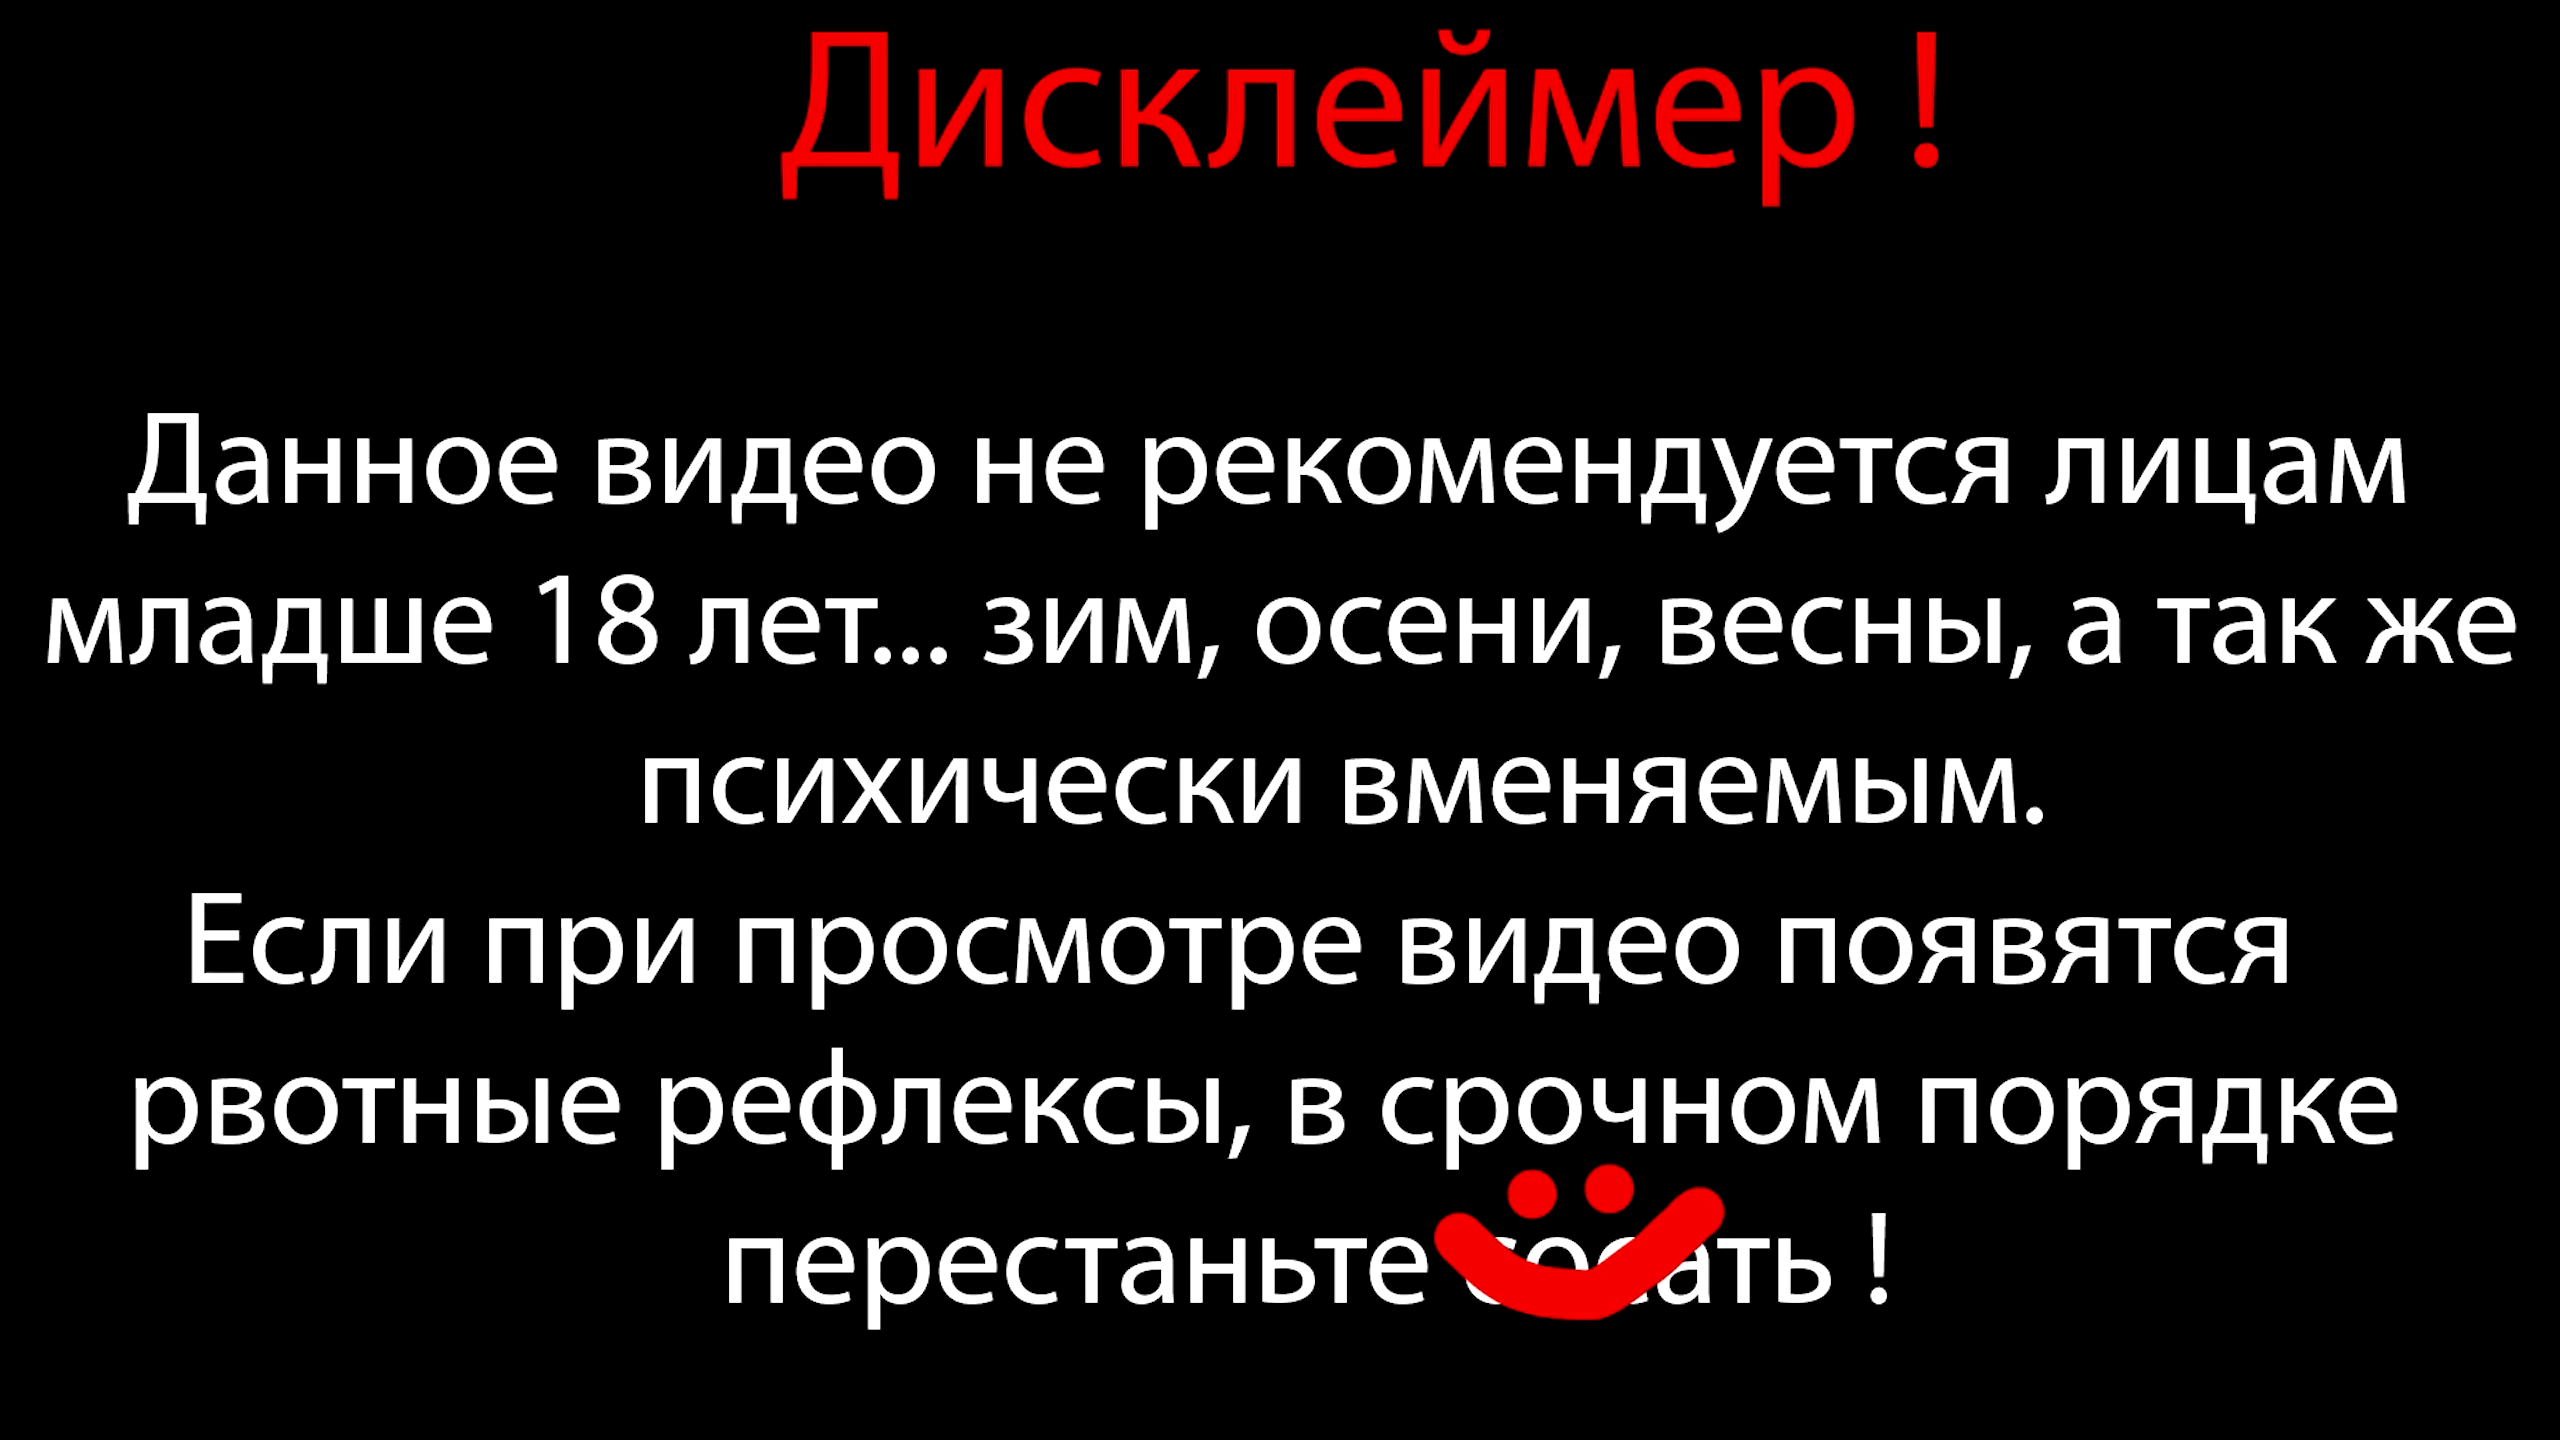 Дисклеймер !
Данное видео не рекомендуется лицам
младше 18 лет... зим, осени, весны, а так же
психически вменяемым.
Если при просмотре видео появятся
рвотные рефлексы, в срочном порядке
перестаньте сосать !